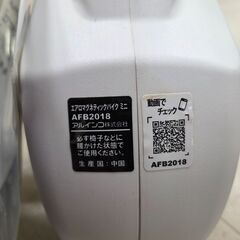 エアロマグネティックバイク ミニ
AFB2018
アルインコ株式会社
必ず椅子などに
腰かけた状態で
ご使用ください。
生産国：中国
動画で
チェック
AFB2018